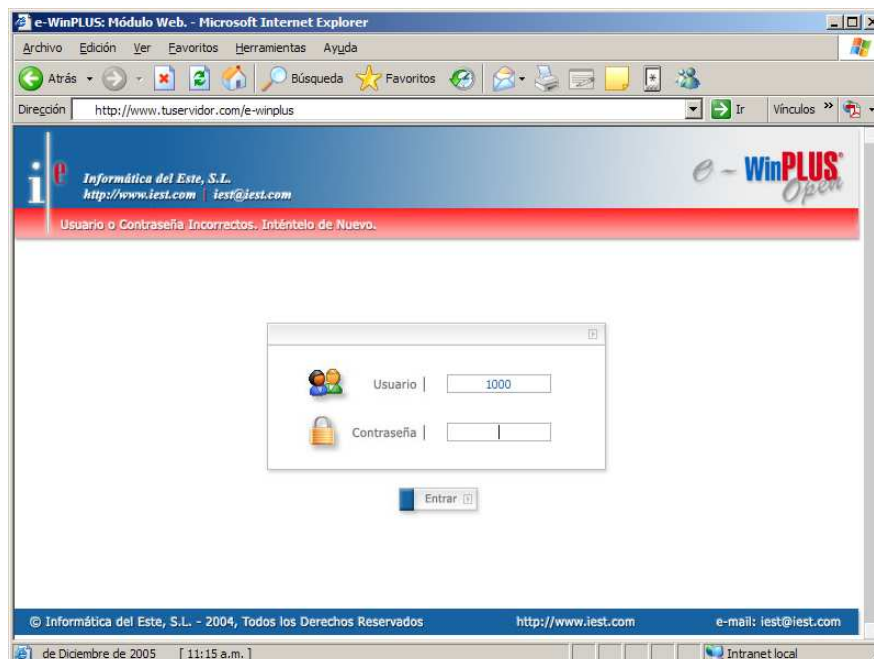 e-WinPLUS: Módulo Web. - Microsoft Internet Explorer
Archivo Edición Ver Favoritos Herramientas Ayuda
Atrás Búsqueda Favoritos
Dirección http://www.tuservidor.com/e-winplus Ir Vínculos »
ie
Informática del Este, S.L.
http://www.iest.com | iest@iest.com
e - WinPLUS
Open
Usuario o Contraseña Incorrectos. Inténtelo de Nuevo.
Usuario | 1000
Contraseña |
Entrar
© Informática del Este, S.L. - 2004, Todos los Derechos Reservados http://www.iest.com e-mail: iest@iest.com
de Diciembre de 2005 [ 11:15 a.m. ] Intranet local